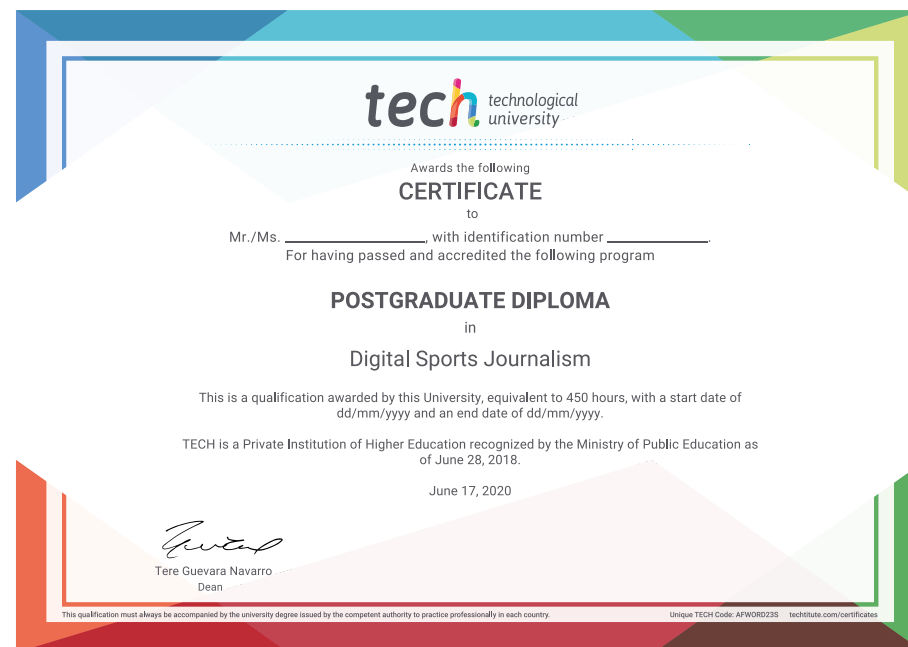 tech technological
university
Awards the following
CERTIFICATE
to
Mr./Ms. ____________________, with identification number ______________.
For having passed and accredited the following program
POSTGRADUATE DIPLOMA
in
Digital Sports Journalism
This is a qualification awarded by this University, equivalent to 450 hours, with a start date of
dd/mm/yyyy and an end date of dd/mm/yyyy.
TECH is a Private Institution of Higher Education recognized by the Ministry of Public Education as
of June 28, 2018.
June 17, 2020
Tere Guevara Navarro
Dean
This qualification must always be accompanied by the university degree issued by the competent authority to practice professionally in each country. Unique TECH Code: AFWORD23S techtitute.com/certificates